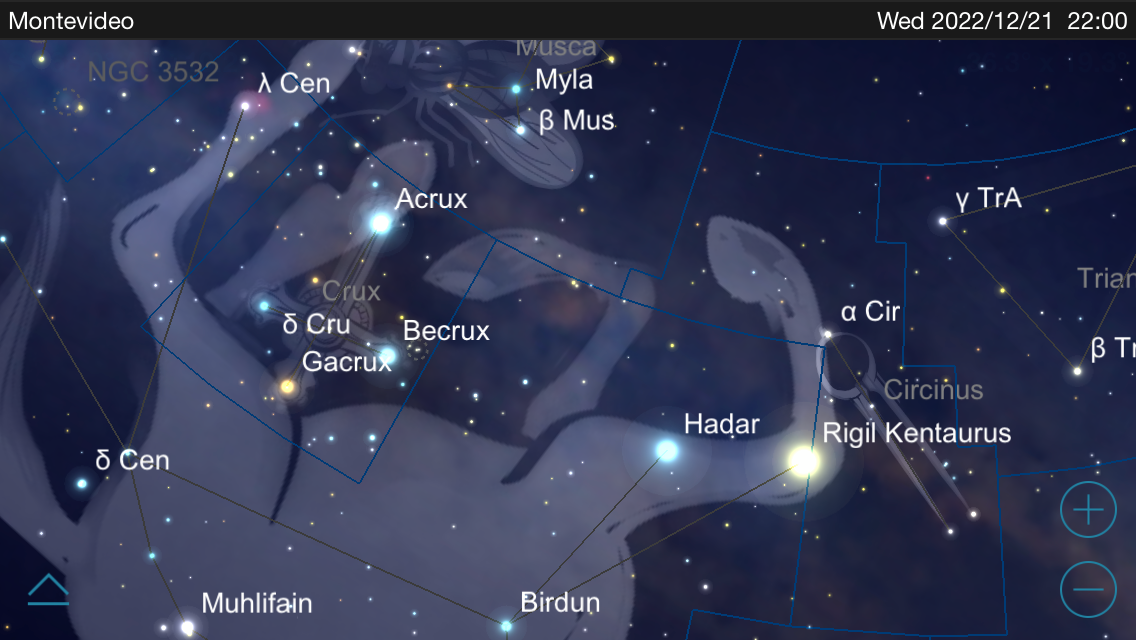 Montevideo
Wed 2022/12/21 22:00
Musca
NGC 3532
λ Cen
Myla
β Mus
Acrux
γ TrA
Crux
α Cir
δ Cru
Becrux
Gacrux
β Tr
Circinus
Hadar
Rigil Kentaurus
δ Cen
Muhlifain
Birdun